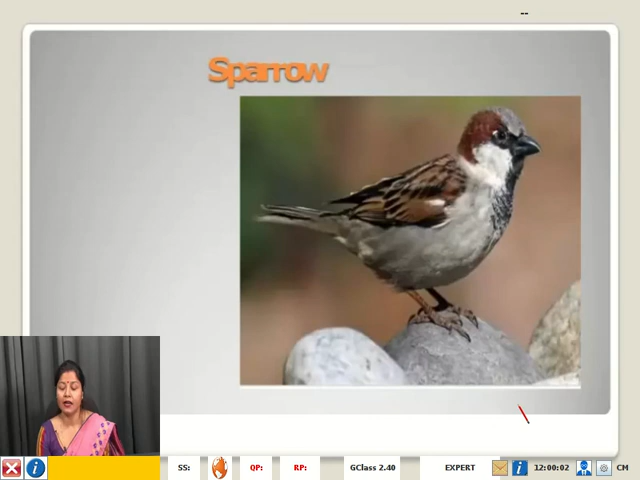 --
Sparrow
SS:
QP:
RP:
GClass 2.40
EXPERT
12:00:02
CM